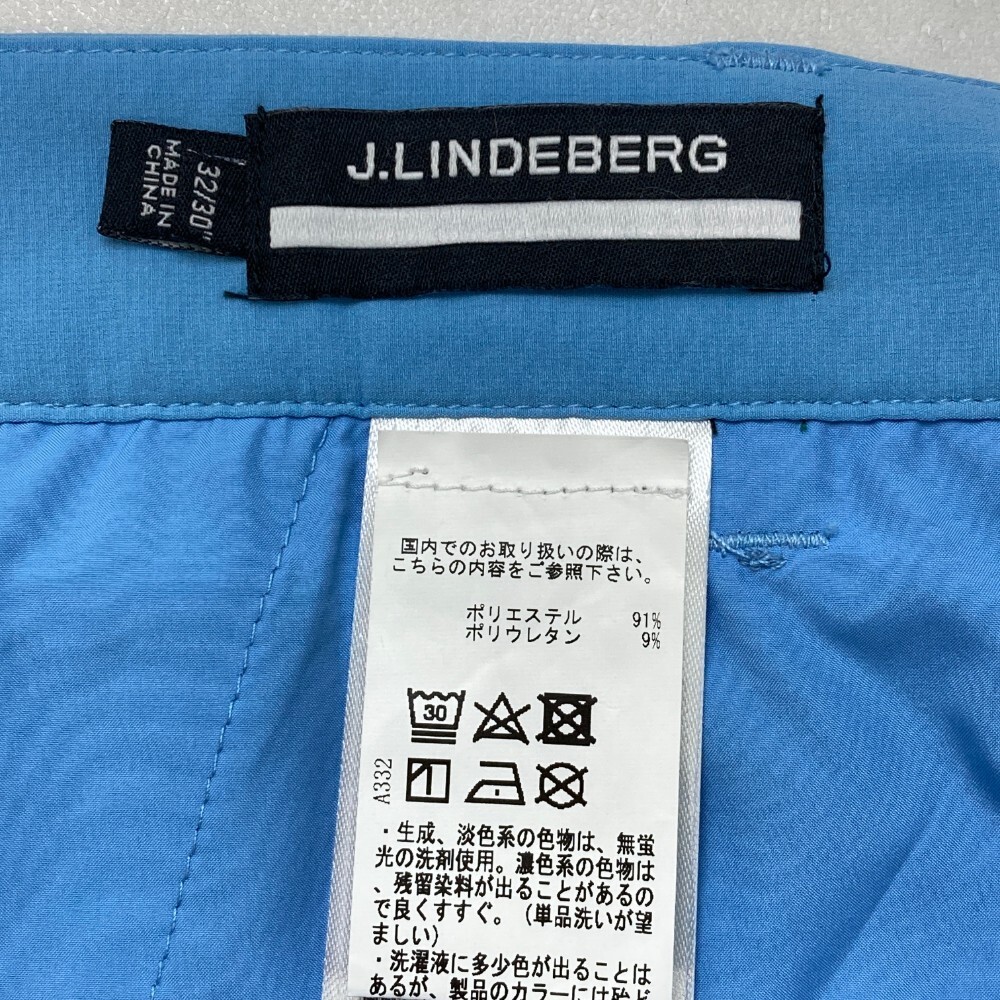 J.LINDEBERG
32/30"
MADE IN
CHINA
国内でのお取り扱いの際は、
こちらの内容をご参照下さい。
ポリエステル 91%
ポリウレタン 9%
30
A332
・生成、淡色系の色物は、無蛍
光の洗剤使用。濃色系の色物は
、残留染料が出ることがあるの
で良くすすぐ。（単品洗いが望
ましい）
・洗濯液に多少色が出ることは
あるが、製品のカラーには殆ど